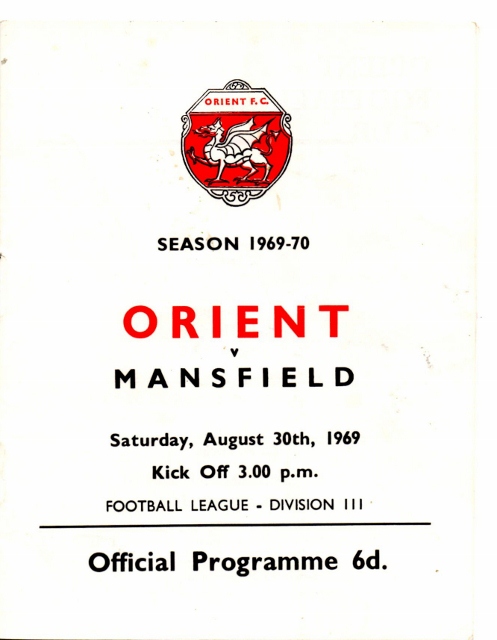 ORIENT F.C.
SEASON 1969-70
ORIENT
v
MANSFIELD
Saturday, August 30th, 1969
Kick Off 3.00 p.m.
FOOTBALL LEAGUE - DIVISION III
Official Programme 6d.